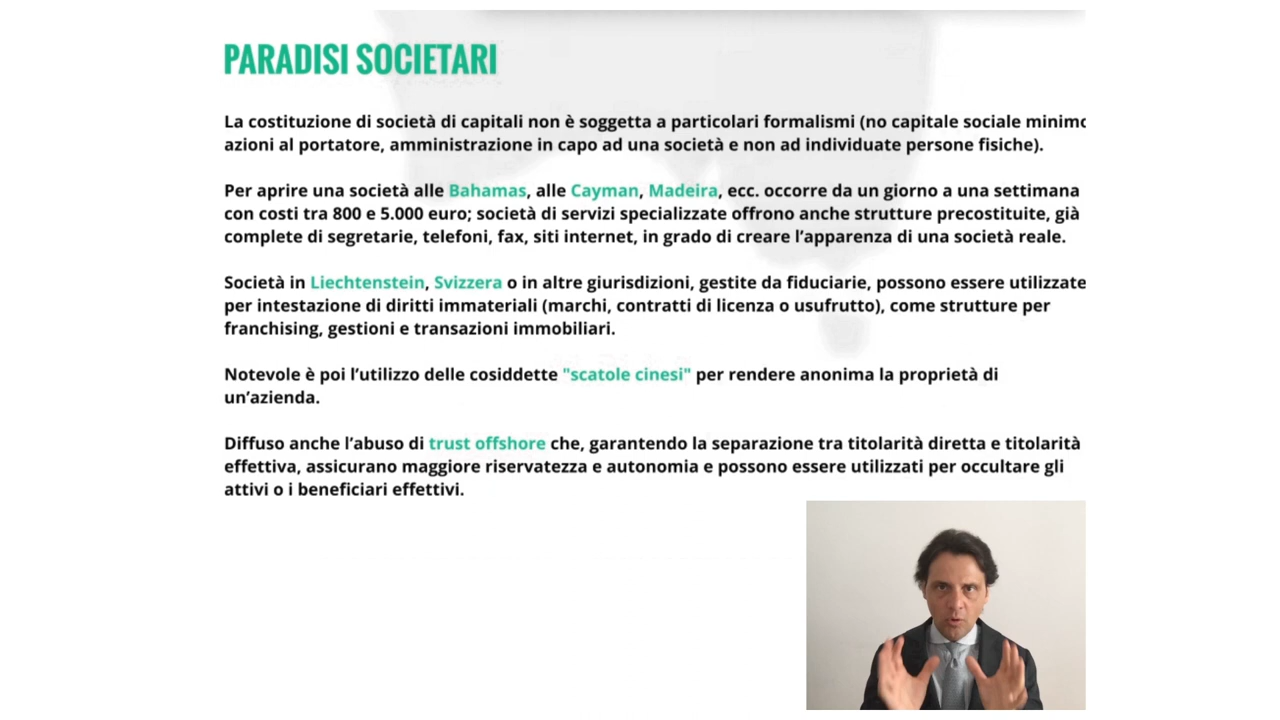 PARADISI SOCIETARI
La costituzione di società di capitali non è soggetta a particolari formalismi (no capitale sociale minimo
azioni al portatore, amministrazione in capo ad una società e non ad individuate persone fisiche).
Per aprire una società alle Bahamas, alle Cayman, Madeira, ecc. occorre da un giorno a una settimana
con costi tra 800 e 5.000 euro; società di servizi specializzate offrono anche strutture precostituite, già
complete di segretarie, telefoni, fax, siti internet, in grado di creare l’apparenza di una società reale.
Società in Liechtenstein, Svizzera o in altre giurisdizioni, gestite da fiduciarie, possono essere utilizzate
per intestazione di diritti immateriali (marchi, contratti di licenza o usufrutto), come strutture per
franchising, gestioni e transazioni immobiliari.
Notevole è poi l’utilizzo delle cosiddette "scatole cinesi" per rendere anonima la proprietà di
un’azienda.
Diffuso anche l’abuso di trust offshore che, garantendo la separazione tra titolarità diretta e titolarità
effettiva, assicurano maggiore riservatezza e autonomia e possono essere utilizzati per occultare gli
attivi o i beneficiari effettivi.